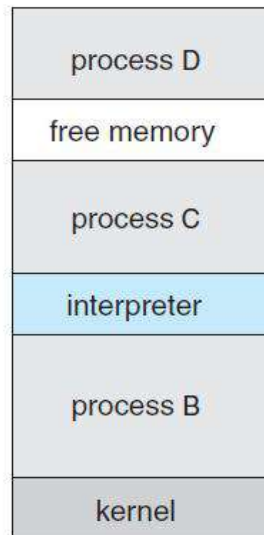 process D
free memory
process C
interpreter
process B
kernel